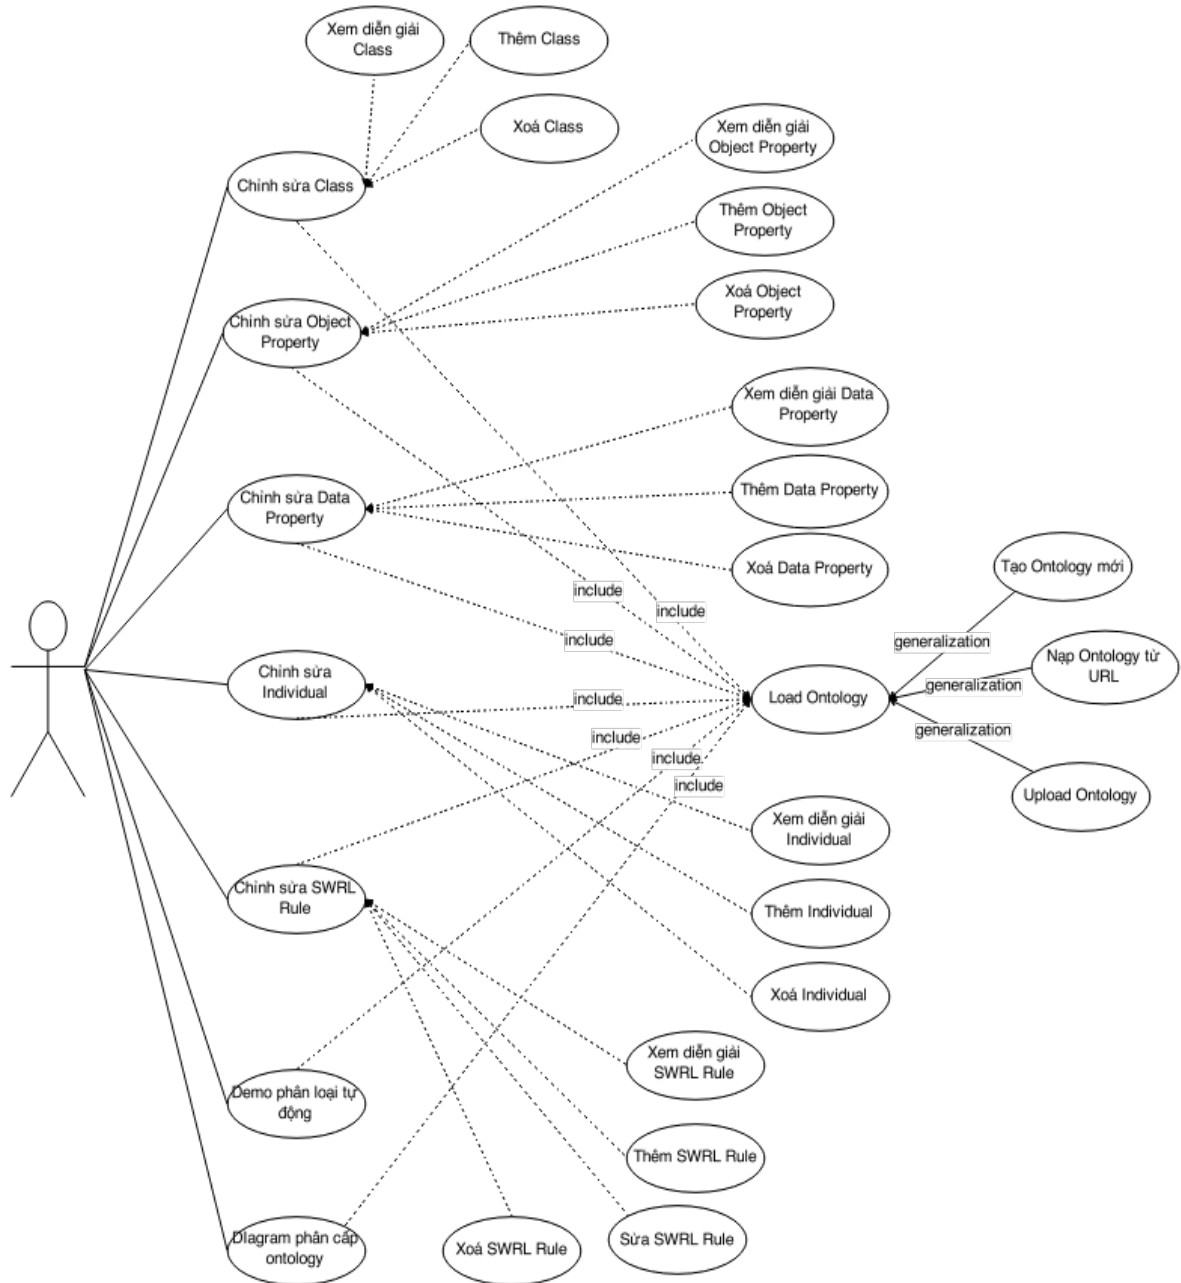 Xem diễn giải
Class
Thêm Class
Xoá Class
Xem diễn giải
Object Property
Chỉnh sửa Class
Thêm Object
Property
Xoá Object
Property
Chỉnh sửa Object
Property
Xem diễn giải Data
Property
Chỉnh sửa Data
Property
Thêm Data Property
Xoá Data Property
Tạo Ontology mới
include
include
include
generalization
Nạp Ontology từ
URL
Chỉnh sửa
Individual
generalization
Load Ontology
include
generalization
include
include
include
Upload Ontology
Xem diễn giải
Individual
Chỉnh sửa SWRL
Rule
Thêm Individual
Xoá Individual
Xem diễn giải
SWRL Rule
Demo phân loại tự
động
Thêm SWRL Rule
DIagram phân cấp
ontology
Xoá SWRL Rule
Sửa SWRL Rule